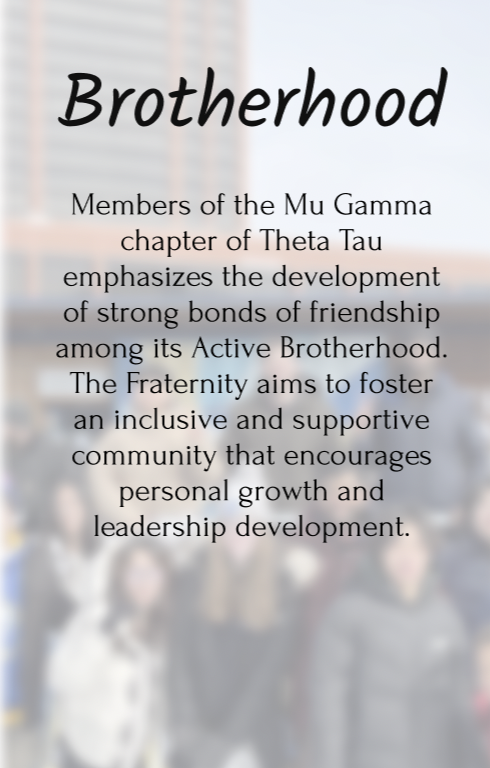 Brotherhood
Members of the Mu Gamma
chapter of Theta Tau
emphasizes the development
of strong bonds of friendship
among its Active Brotherhood.
The Fraternity aims to foster
an inclusive and supportive
community that encourages
personal growth and
leadership development.